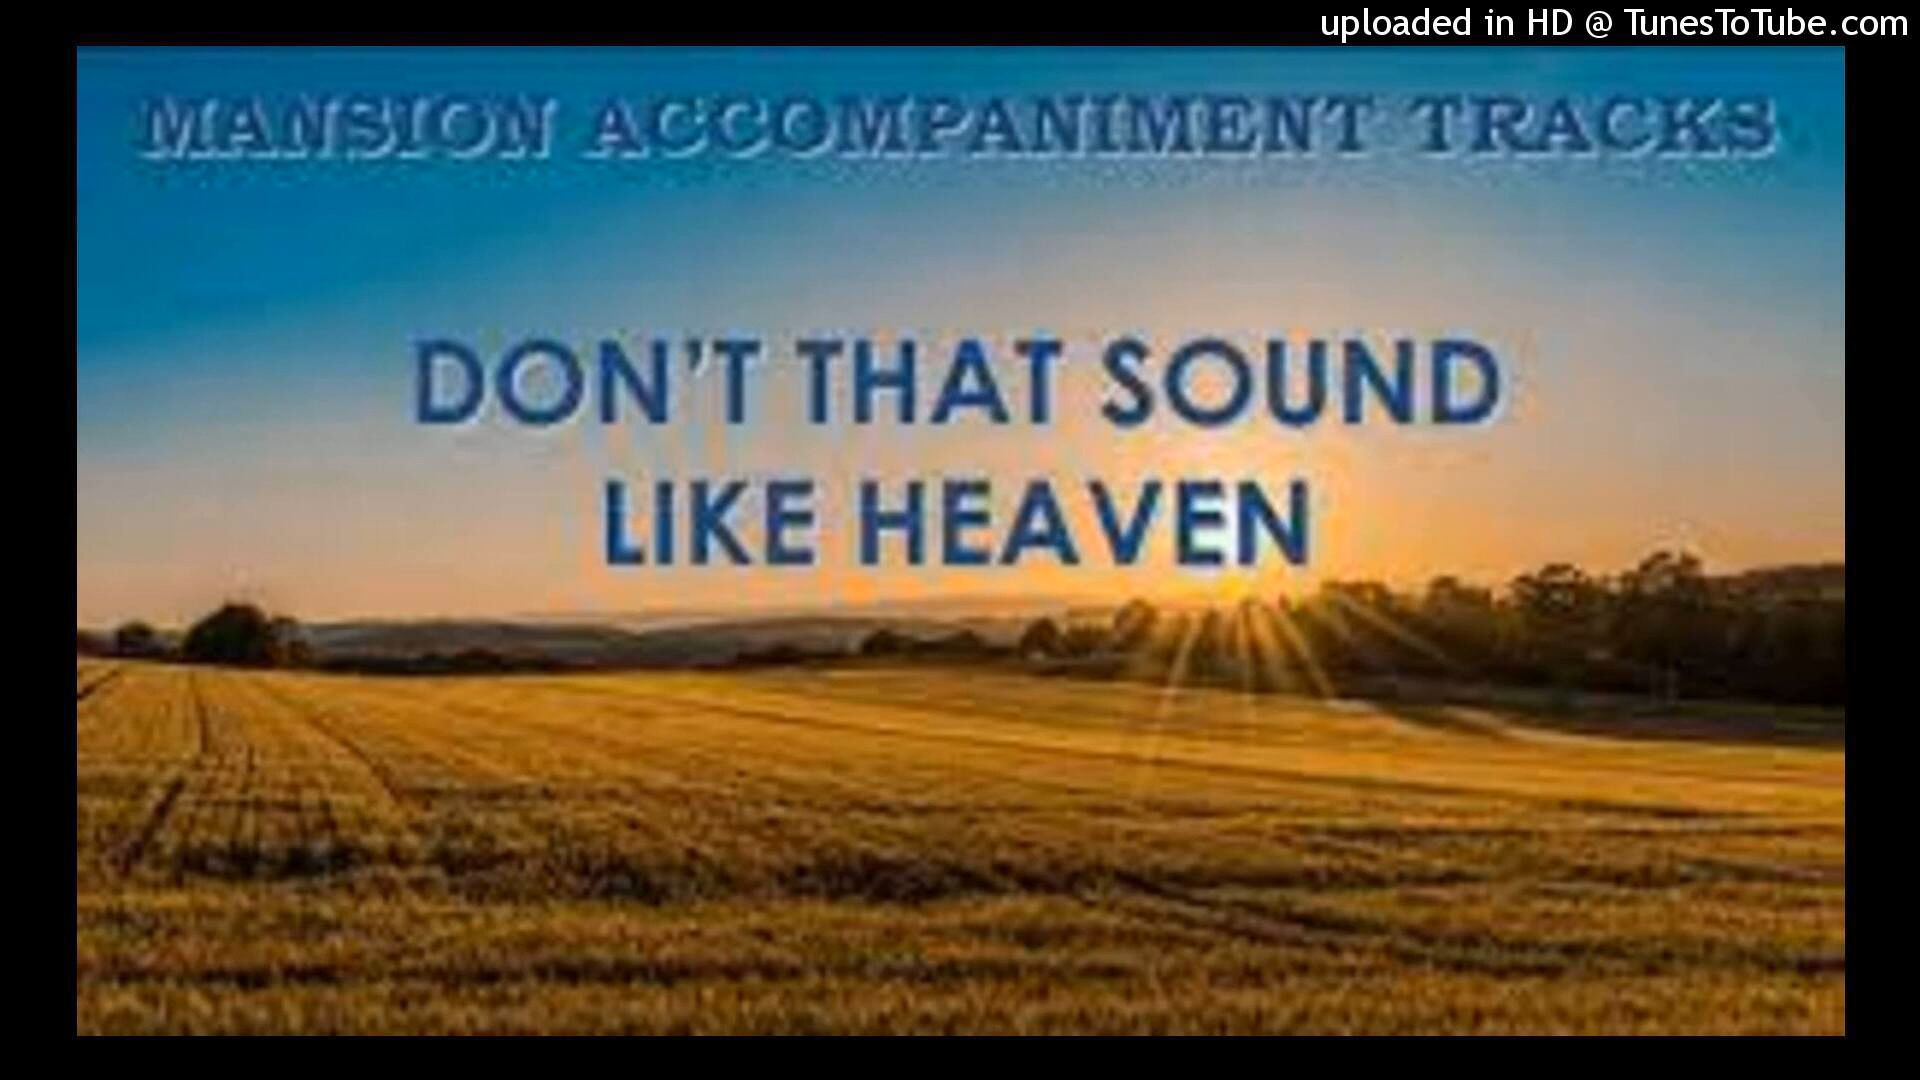 uploaded in HD @ TunesToTube.com
MANSION ACCOMPANIMENT TRACKS
DON'T THAT SOUND
LIKE HEAVEN